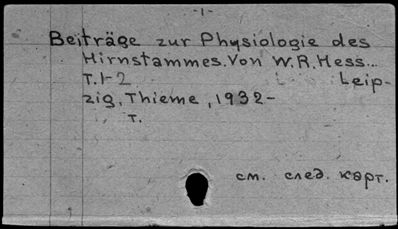 -1-
Beiträge zur Physiologie des
Hirnstammes. Von W.R. Hess...
Т.1-2 Leip-
zig, Thieme, 1932-
т.
см. след. карт.